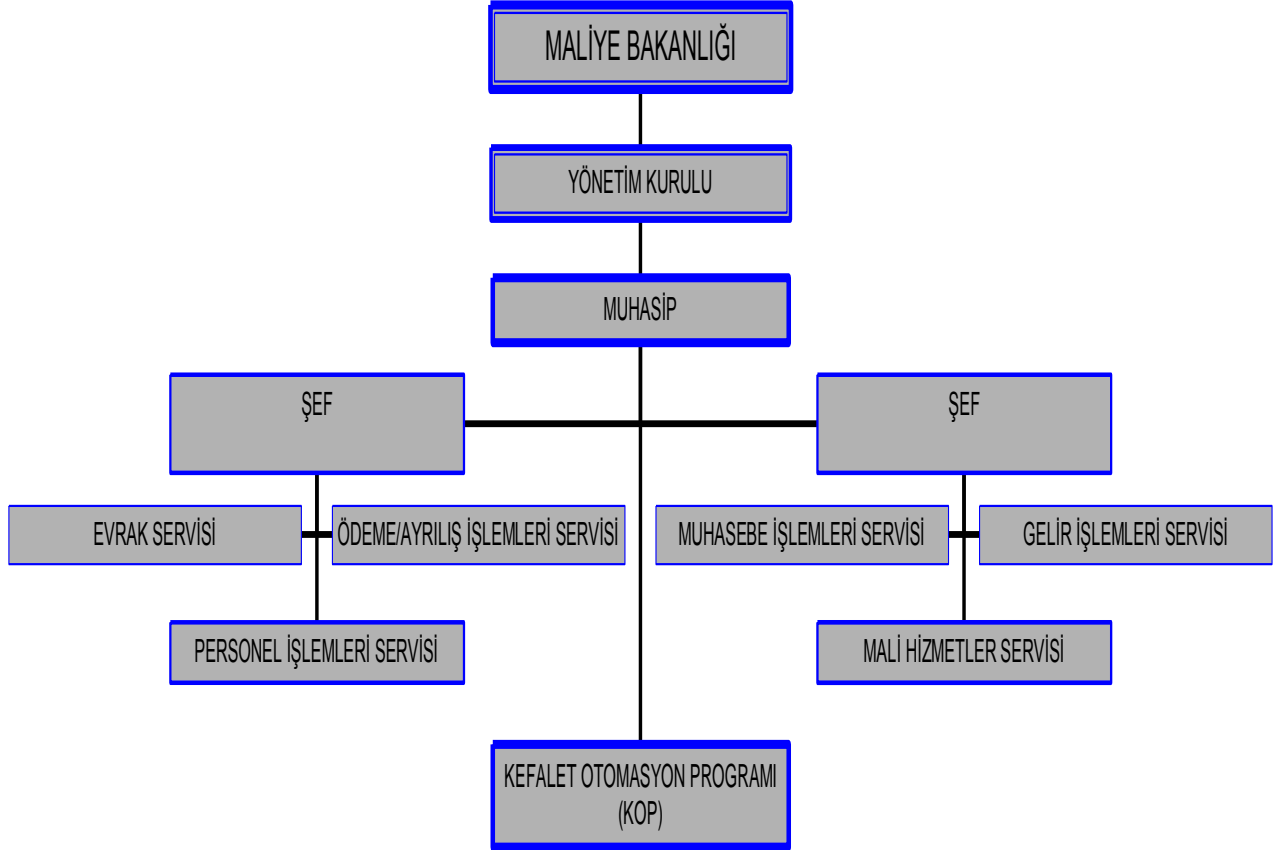 MALİYE BAKANLIĞI
YÖNETİM KURULU
MUHASİP
ŞEF
ŞEF
EVRAK SERVİSİ
ÖDEME/AYRILIŞ İŞLEMLERİ SERVİSİ
MUHASEBE İŞLEMLERİ SERVİSİ
GELİR İŞLEMLERİ SERVİSİ
PERSONEL İŞLEMLERİ SERVİSİ
MALİ HİZMETLER SERVİSİ
KEFALET OTOMASYON PROGRAMI
(KOP)